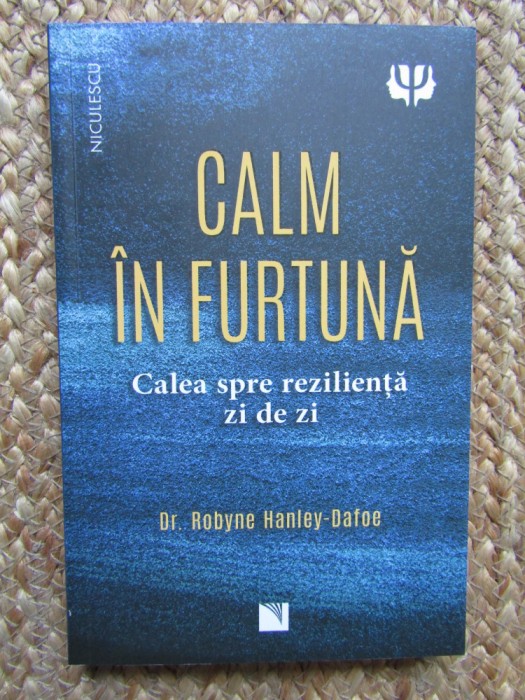 NICULESCU
CALM
ÎN FURTUNĂ
Calea spre reziliență
zi de zi
Dr. Robyne Hanley-Dafoe